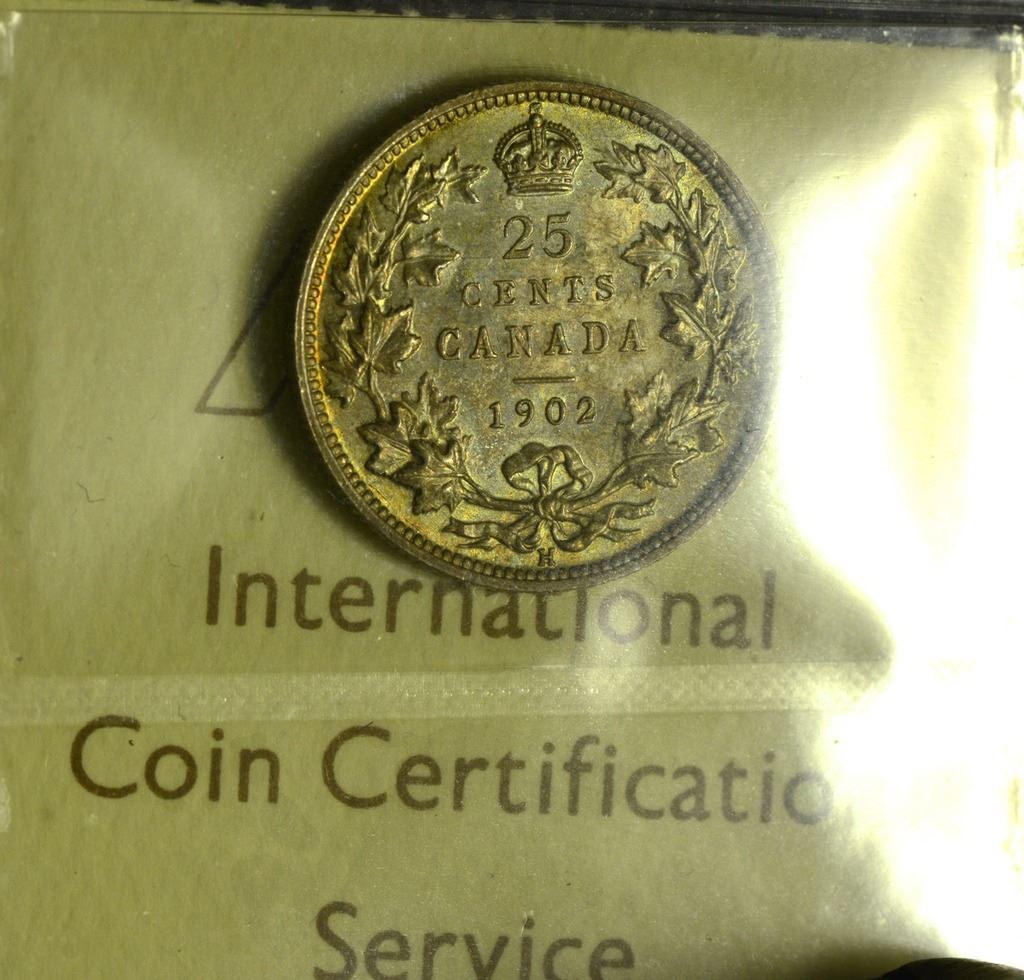 25
CENTS
CANADA
1902
H
International
Coin Certificatio
Service